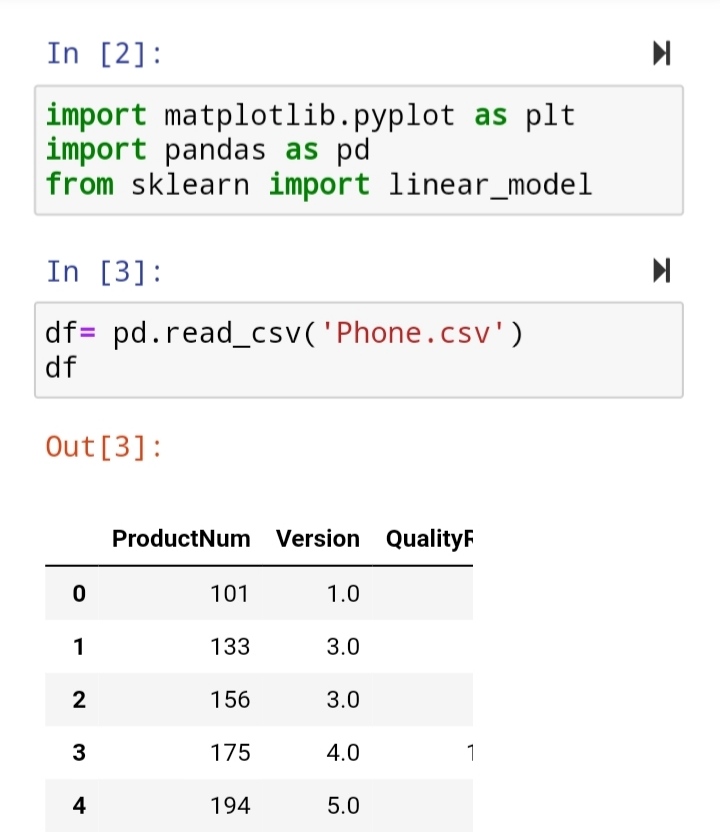 In [2]:
import matplotlib.pyplot as plt
import pandas as pd
from sklearn import linear_model
In [3]:
df= pd.read_csv('Phone.csv')
df
Out[3]:
ProductNum Version QualityR
0 101 1.0
1 133 3.0
2 156 3.0
3 175 4.0 1
4 194 5.0